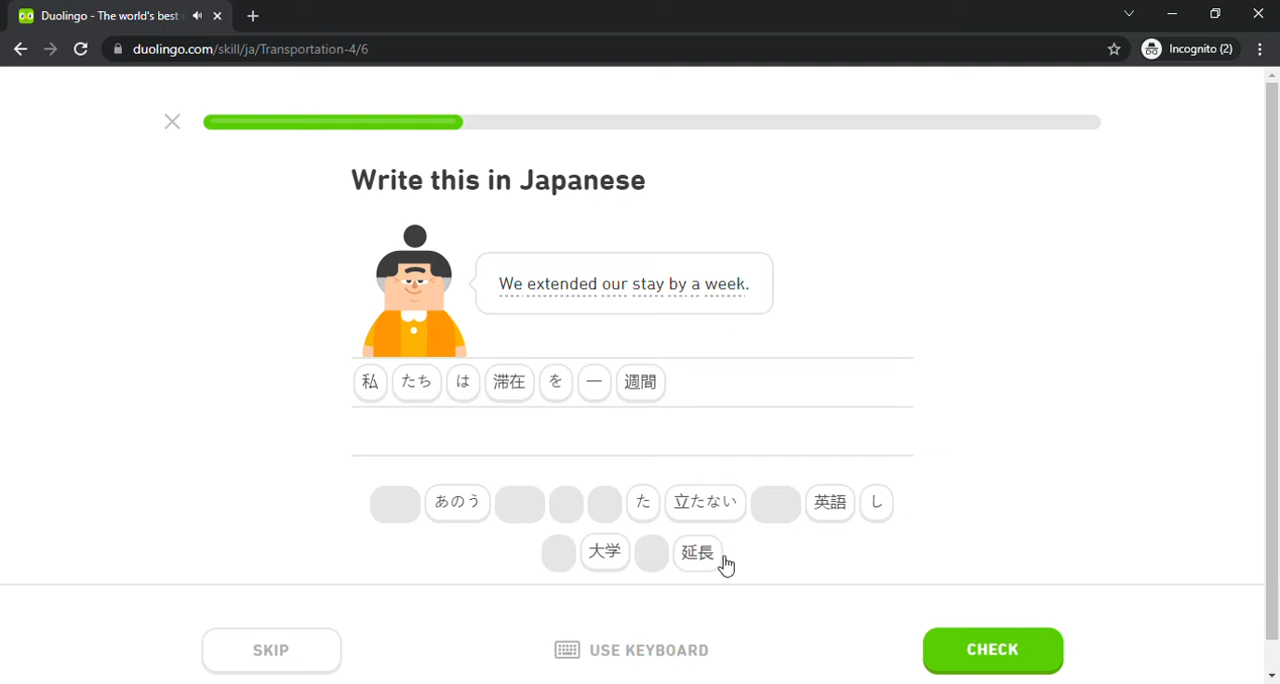 Duolingo - The world's best
duolingo.com/skill/ja/Transportation-4/6
Incognito (2)
Write this in Japanese
We extended our stay by a week.
私 たち は 滞在 を 一 週間
あのう た 立たない 英語 し
大学 延長
SKIP USE KEYBOARD CHECK